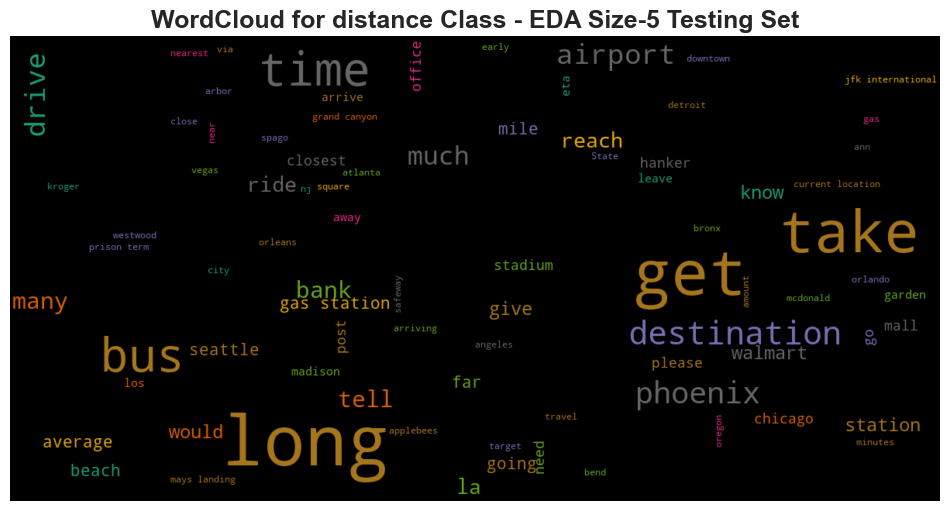 WordCloud for distance Class - EDA Size-5 Testing Set
nearest
via
time
office
early
airport
downtown
drive
arbor
arrive
eta
jfk international
grand canyon
detroit
close
near
spago
mile
reach
gas
closest
much
State
ann
vegas
atlanta
hanker
kroger
ride
nj
square
leave
know
current location
away
take
westwood
prison term
orleans
bronx
city
stadium
get
orlando
many
bank
gas station
safeway
give
amount
mcdonald
garden
bus
seattle
post
arriving
angeles
destination
go
mall
walmart
los
madison
far
please
phoenix
tell
long
applebees
travel
chicago
station
average
would
oregon
minutes
beach
mays landing
target
going
need
bend
la